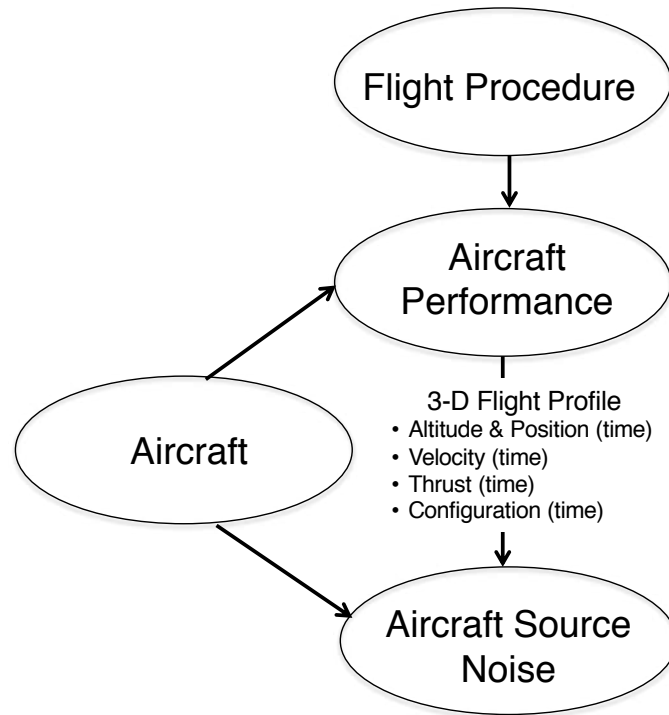 Flight Procedure
Aircraft
Performance
3-D Flight Profile
• Altitude & Position (time)
• Velocity (time)
• Thrust (time)
• Configuration (time)
Aircraft
Aircraft Source
Noise